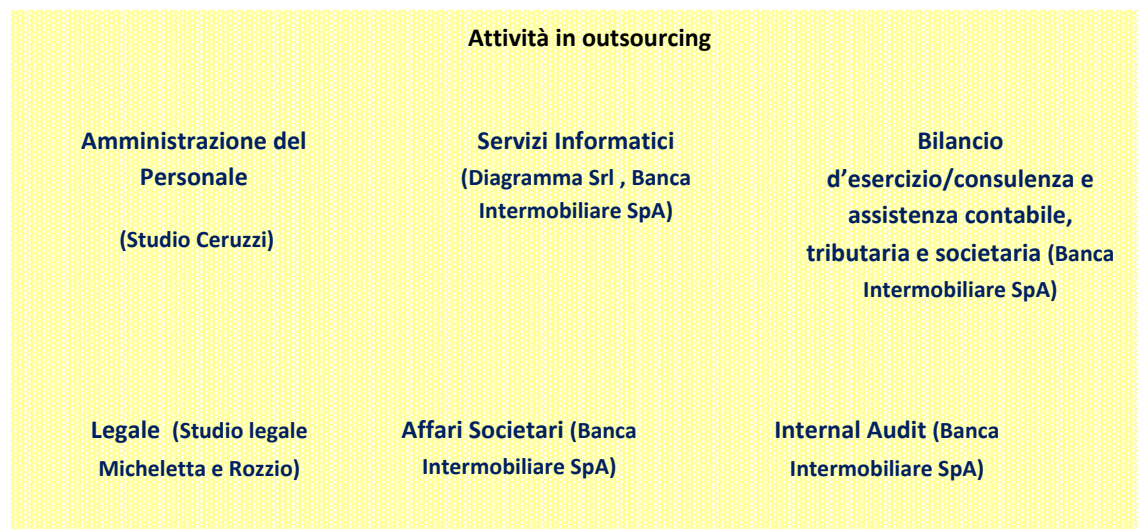 Attività in outsourcing
Amministrazione del
Personale
(Studio Ceruzzi)
Servizi Informatici
(Diagramma Srl , Banca
Intermobiliare SpA)
Bilancio
d’esercizio/consulenza e
assistenza contabile,
tributaria e societaria (Banca
Intermobiliare SpA)
Legale (Studio legale
Micheletta e Rozzio)
Affari Societari (Banca
Intermobiliare SpA)
Internal Audit (Banca
Intermobiliare SpA)